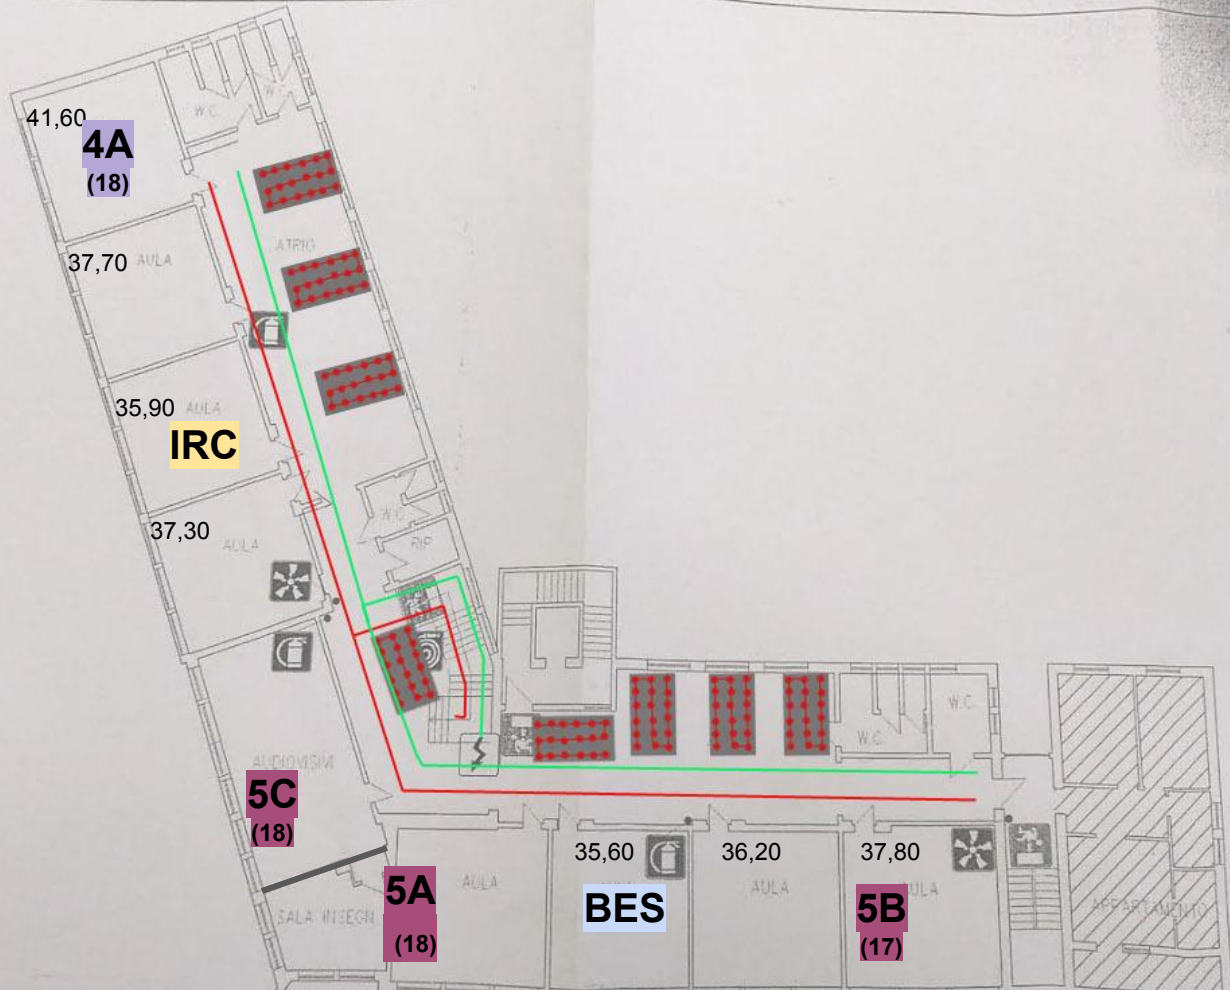 W.C.
W.C.
41,60
4A
(18)
37,70 AULA
ATRIO
35,90 AULA
IRC
37,30
AULA
W.C.
RIP
AUDIOVISIVI
5C
(18)
W.C.
W.C.
SALA INSEGN.
5A
(18)
AULA
35,60
BES
36,20
AULA
37,80
5B
(17)
AULA
APPARTAMENTO